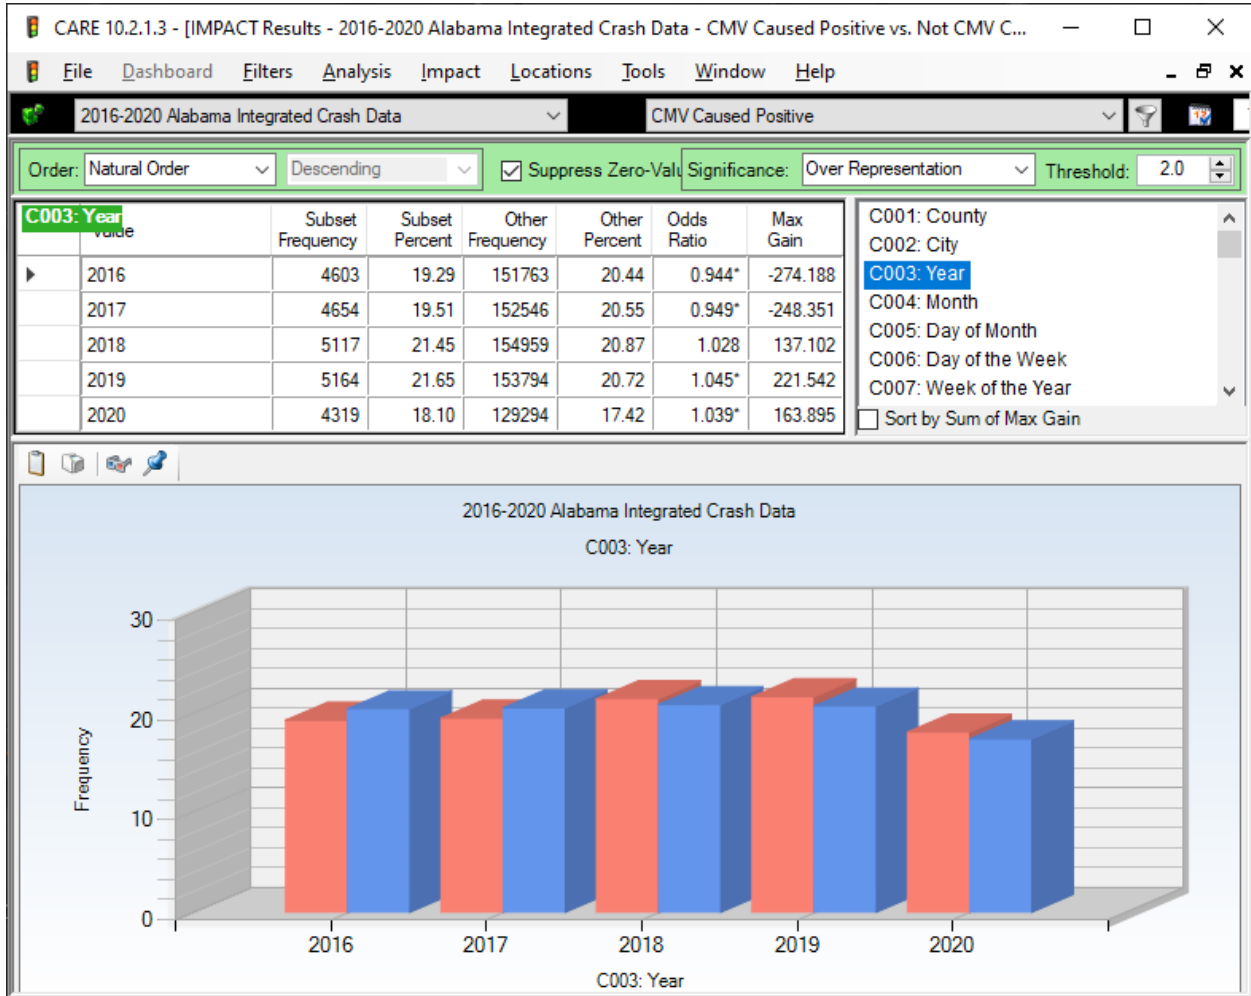 CARE 10.2.1.3 - [IMPACT Results - 2016-2020 Alabama Integrated Crash Data - CMV Caused Positive vs. Not CMV C...
File Dashboard Filters Analysis Impact Locations Tools Window Help
2016-2020 Alabama Integrated Crash Data CMV Caused Positive 12
Order: Natural Order Descending Suppress Zero-Valu Significance: Over Representation Threshold: 2.0
C003: Year Subset Frequency Subset Percent Other Frequency Other Percent Odds Ratio Max Gain
2016 4603 19.29 151763 20.44 0.944* -274.188
2017 4654 19.51 152546 20.55 0.949* -248.351
2018 5117 21.45 154959 20.87 1.028 137.102
2019 5164 21.65 153794 20.72 1.045* 221.542
2020 4319 18.10 129294 17.42 1.039* 163.895
C001: County
C002: City
C003: Year
C004: Month
C005: Day of Month
C006: Day of the Week
C007: Week of the Year
Sort by Sum of Max Gain
2016-2020 Alabama Integrated Crash Data
C003: Year
30
20
10
0
Frequency
2016 2017 2018 2019 2020
C003: Year